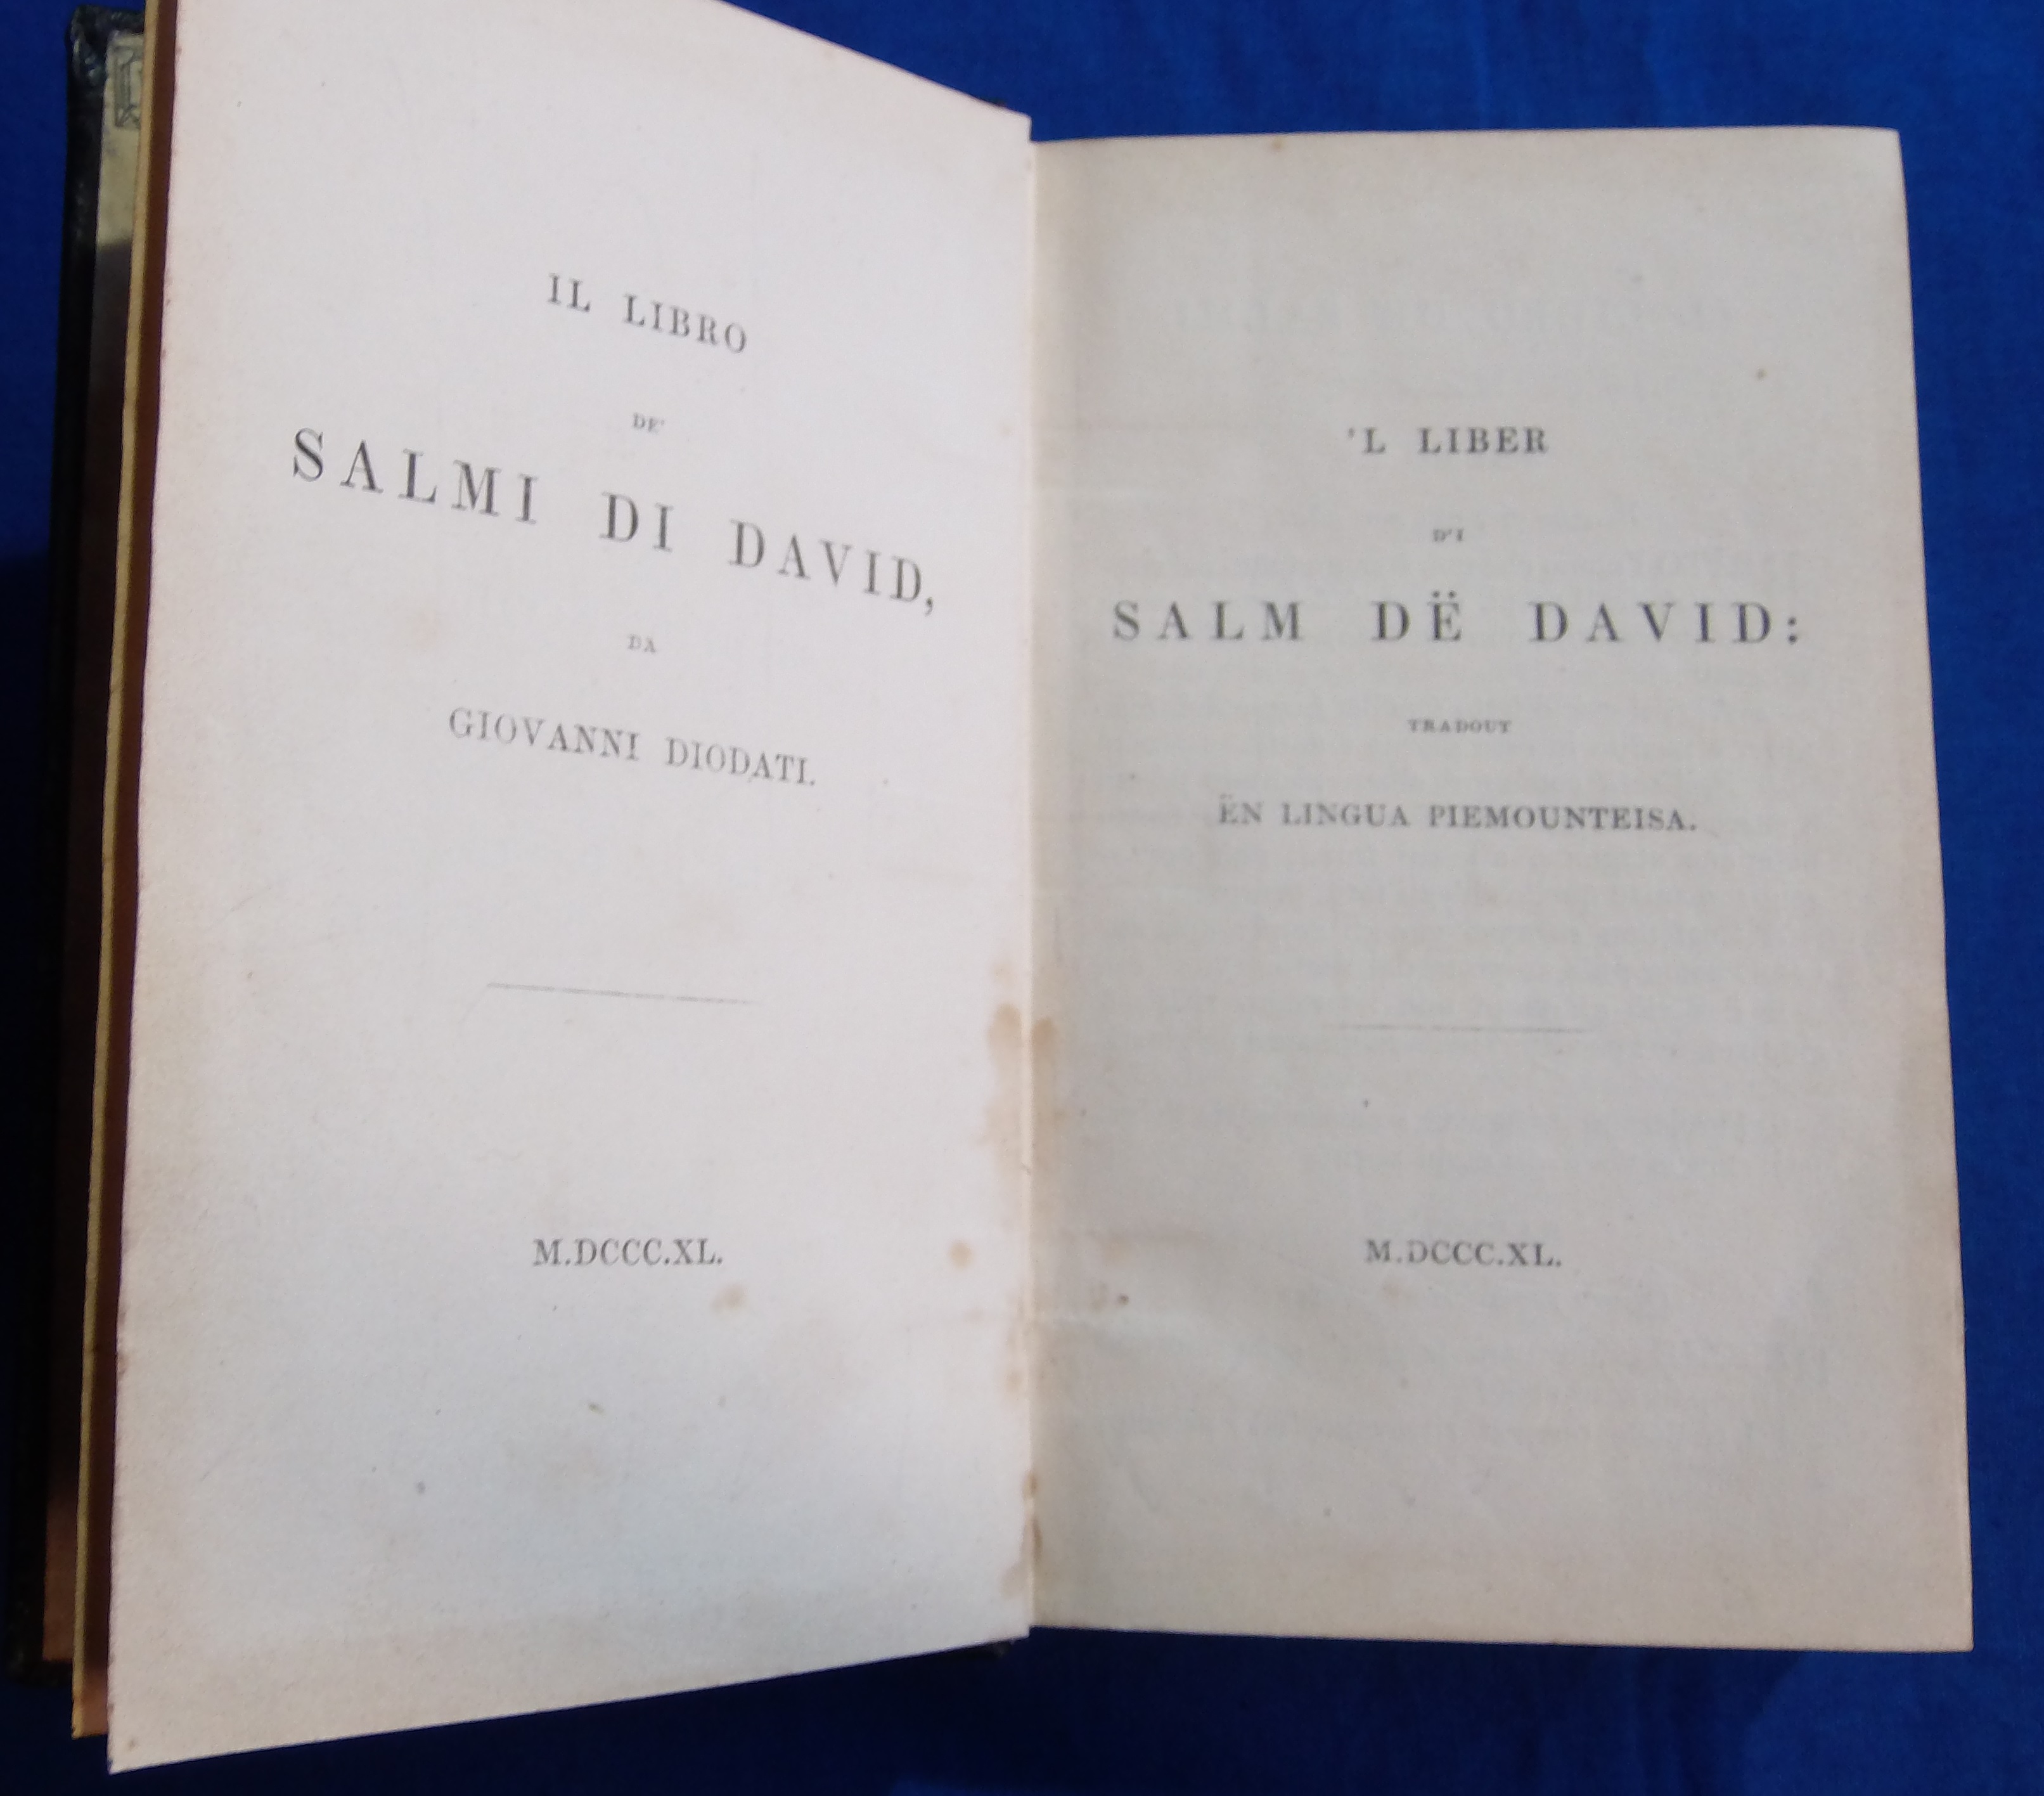 IL LIBRO
DE'
SALMI DI DAVID,
DA
GIOVANNI DIODATI.
M.DCCC.XL.
'L LIBER
D'I
SALM DË DAVID:
TRADOUT
ËN LINGUA PIEMOUNTEISA.
M.DCCC.XL.